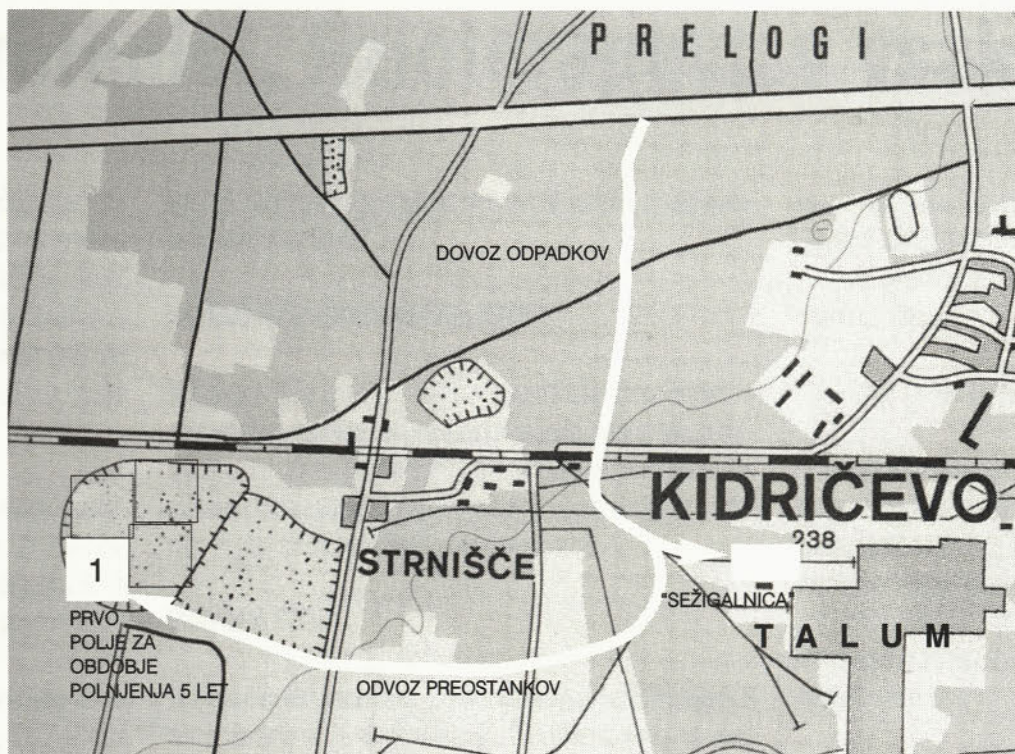 PRELOGI
DOVOZ ODPADKOV
KIDRIČEVO
238
STRNIŠČE
"SEŽIGALNICA"
TALUM
1
PRVO
POLJE ZA
OBDOBJE
POLNJENJA 5 LET
ODVOZ PREOSTANKOV